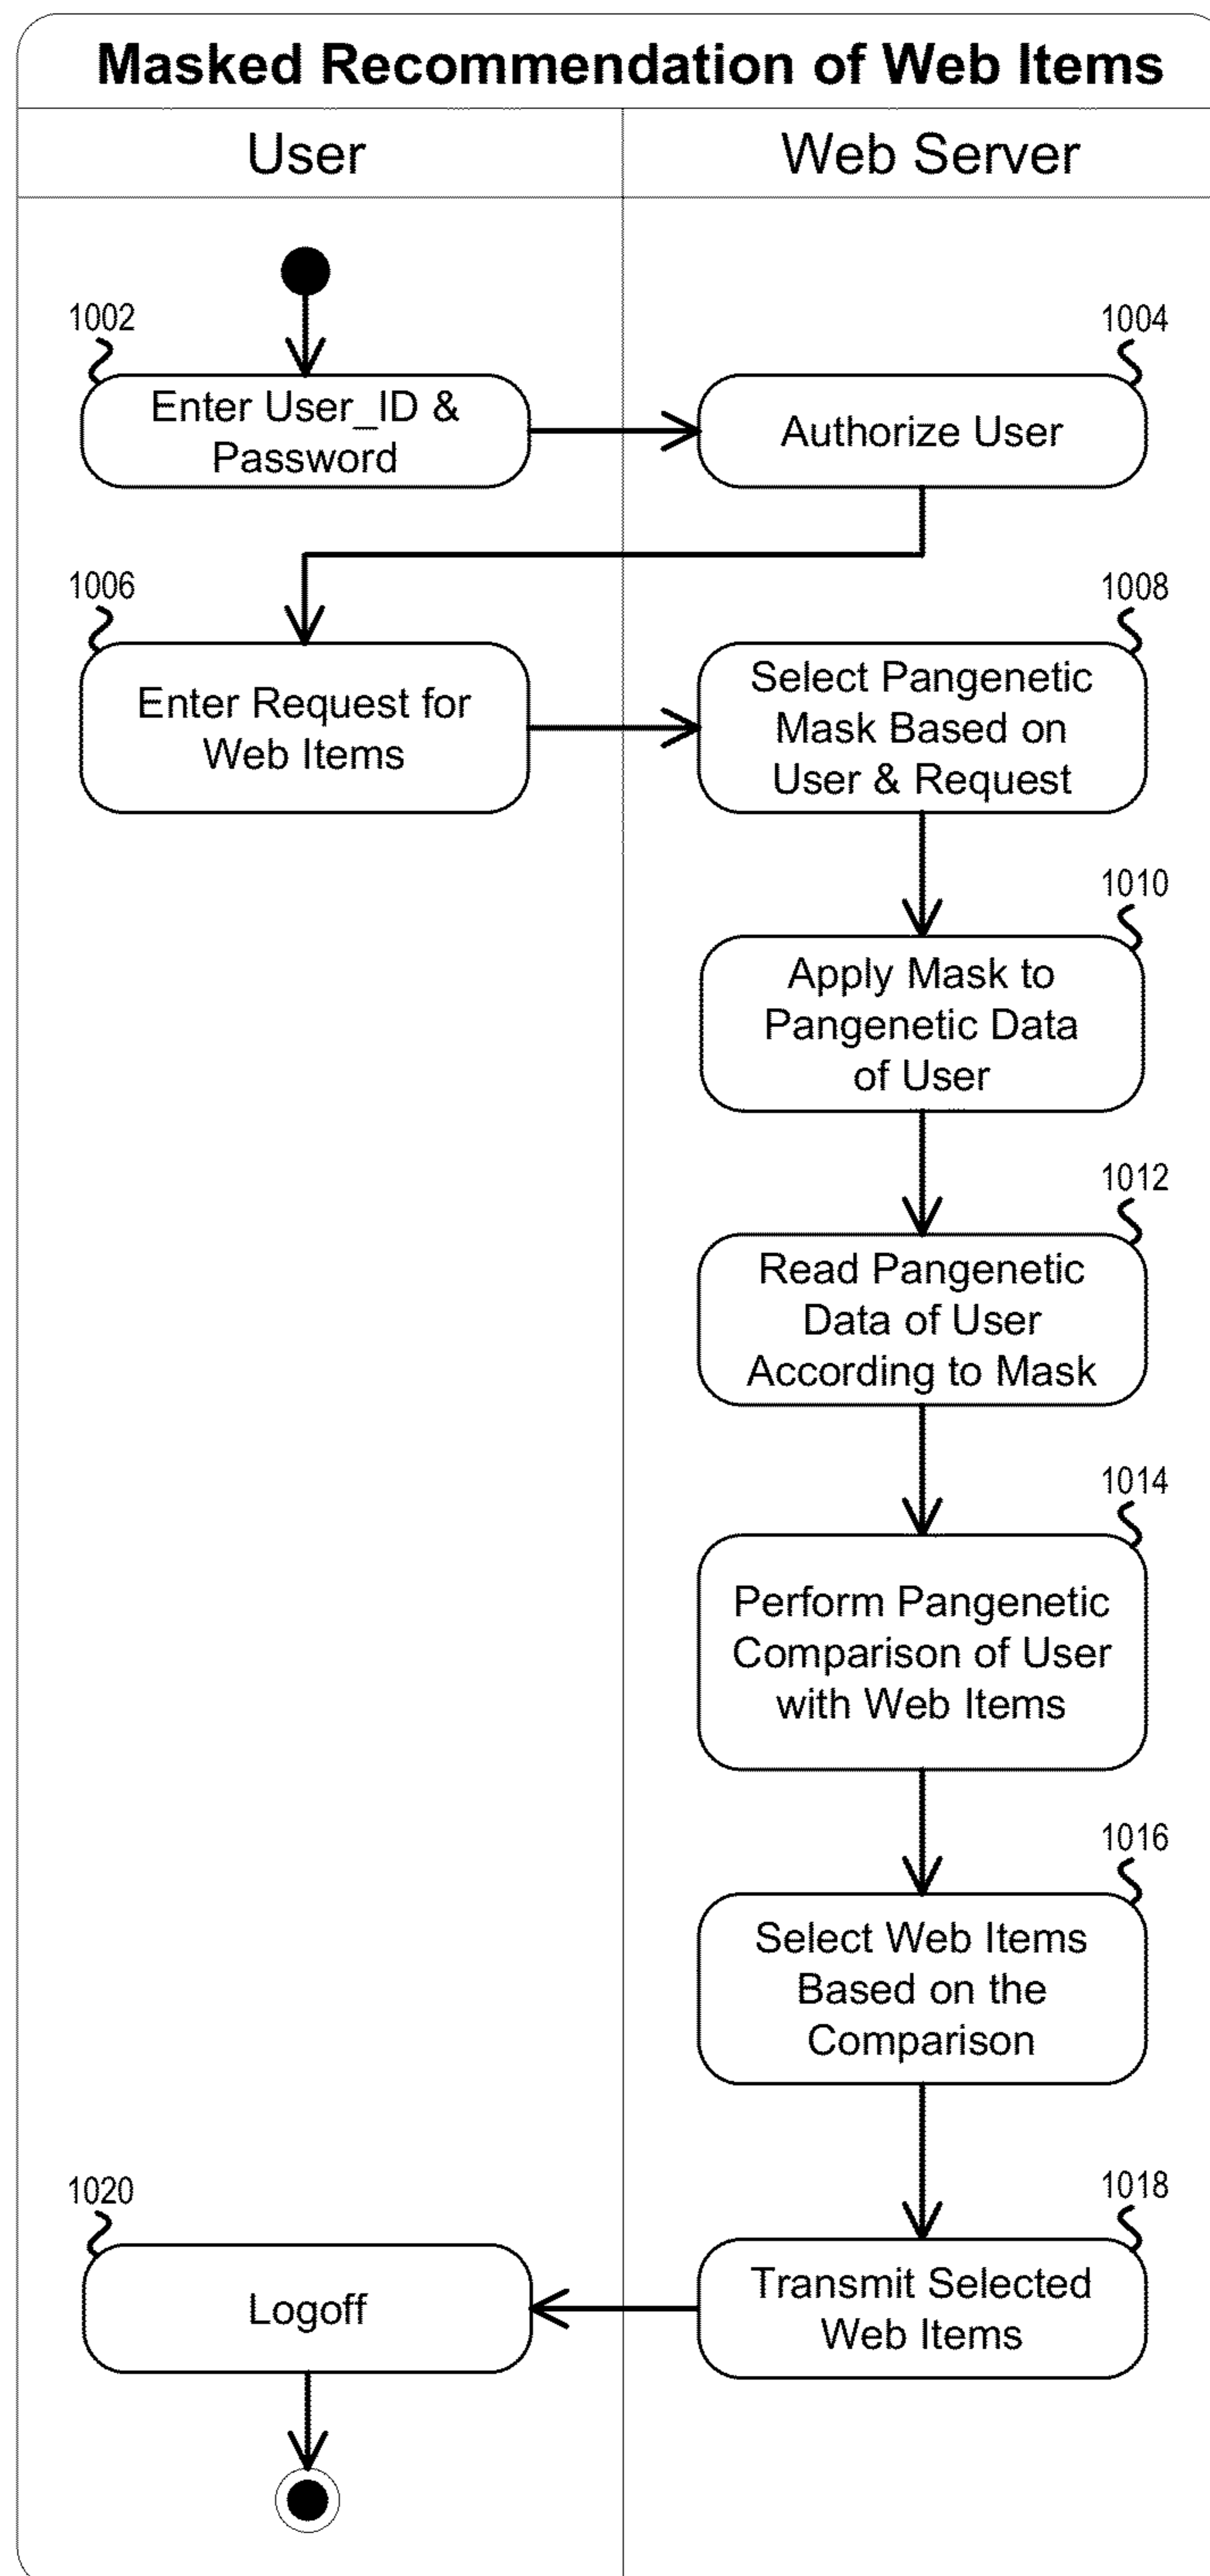 Masked Recommendation of Web Items
User
Web Server
1002
Enter User_ID &
Password
1004
Authorize User
1006
Enter Request for
Web Items
1008
Select Pangenetic
Mask Based on
User & Request
1010
Apply Mask to
Pangenetic Data
of User
1012
Read Pangenetic
Data of User
According to Mask
1014
Perform Pangenetic
Comparison of User
with Web Items
1016
Select Web Items
Based on the
Comparison
1018
Transmit Selected
Web Items
1020
Logoff